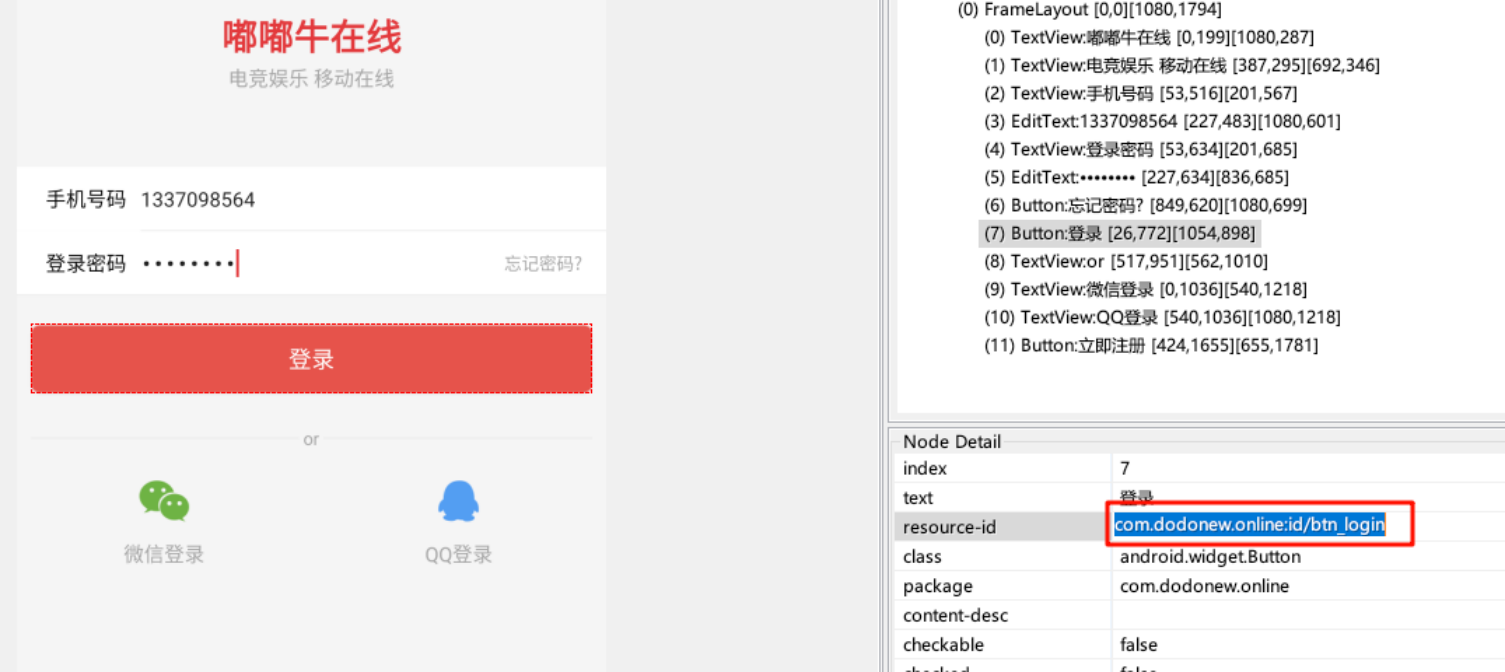 嘟嘟牛在线
电竞娱乐 移动在线
手机号码 1337098564
登录密码 •••••••• 忘记密码?
登录
or
微信登录 QQ登录
(0) FrameLayout [0,0][1080,1794]
(0) TextView:嘟嘟牛在线 [0,199][1080,287]
(1) TextView:电竞娱乐 移动在线 [387,295][692,346]
(2) TextView:手机号码 [53,516][201,567]
(3) EditText:1337098564 [227,483][1080,601]
(4) TextView:登录密码 [53,634][201,685]
(5) EditText:•••••••• [227,634][836,685]
(6) Button:忘记密码? [849,620][1080,699]
(7) Button:登录 [26,772][1054,898]
(8) TextView:or [517,951][562,1010]
(9) TextView:微信登录 [0,1036][540,1218]
(10) TextView:QQ登录 [540,1036][1080,1218]
(11) Button:立即注册 [424,1655][655,1781]
Node Detail
index 7
text 登录
resource-id com.dodonew.online:id/btn_login
class android.widget.Button
package com.dodonew.online
content-desc
checkable false